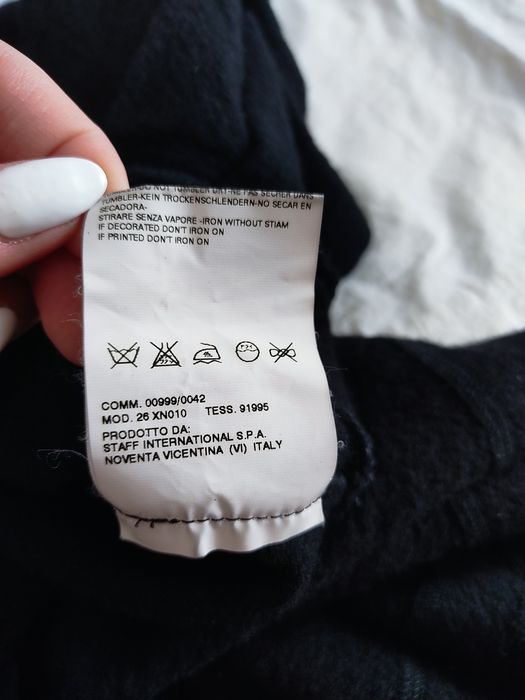 DO NOT TUMBLER DRY-NE PAS SECHER DANS
TUMBLER-KEIN TROCKENSCHLENDERN-NO SECAR EN
SECADORA-
STIRARE SENZA VAPORE -IRON WITHOUT STIAM
IF DECORATED DON'T IRON ON
IF PRINTED DON'T IRON ON
COMM. 00999/0042
MOD. 26 XN010 TESS. 91995
PRODOTTO DA:
STAFF INTERNATIONAL S.P.A.
NOVENTA VICENTINA (VI) ITALY